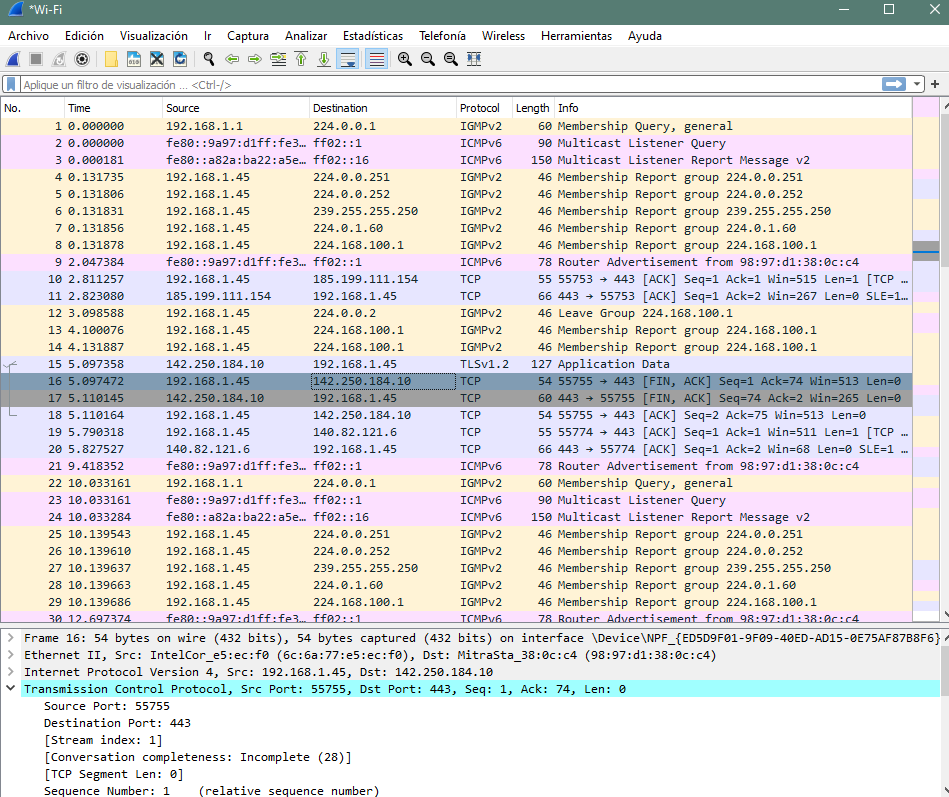 *Wi-Fi
Archivo Edición Visualización Ir Captura Analizar Estadísticas Telefonía Wireless Herramientas Ayuda
Aplique un filtro de visualización ... <Ctrl-/>
No. Time Source Destination Protocol Length Info
1 0.000000 192.168.1.1 224.0.0.1 IGMPv2 60 Membership Query, general
2 0.000000 fe80::9a97:d1ff:fe3… ff02::1 ICMPv6 90 Multicast Listener Query
3 0.000181 fe80::a82a:ba22:a5e… ff02::16 ICMPv6 150 Multicast Listener Report Message v2
4 0.131735 192.168.1.45 224.0.0.251 IGMPv2 46 Membership Report group 224.0.0.251
5 0.131806 192.168.1.45 224.0.0.252 IGMPv2 46 Membership Report group 224.0.0.252
6 0.131831 192.168.1.45 239.255.255.250 IGMPv2 46 Membership Report group 239.255.255.250
7 0.131856 192.168.1.45 224.0.1.60 IGMPv2 46 Membership Report group 224.0.1.60
8 0.131878 192.168.1.45 224.168.100.1 IGMPv2 46 Membership Report group 224.168.100.1
9 2.047384 fe80::9a97:d1ff:fe3… ff02::1 ICMPv6 78 Router Advertisement from 98:97:d1:38:0c:c4
10 2.811257 192.168.1.45 185.199.111.154 TCP 55 55753 → 443 [ACK] Seq=1 Ack=1 Win=515 Len=1 [TCP …
11 2.823080 185.199.111.154 192.168.1.45 TCP 66 443 → 55753 [ACK] Seq=1 Ack=2 Win=267 Len=0 SLE=1…
12 3.098588 192.168.1.45 224.0.0.2 IGMPv2 46 Leave Group 224.168.100.1
13 4.100076 192.168.1.45 224.168.100.1 IGMPv2 46 Membership Report group 224.168.100.1
14 4.131887 192.168.1.45 224.168.100.1 IGMPv2 46 Membership Report group 224.168.100.1
15 5.097358 142.250.184.10 192.168.1.45 TLSv1.2 127 Application Data
16 5.097472 192.168.1.45 142.250.184.10 TCP 54 55755 → 443 [FIN, ACK] Seq=1 Ack=74 Win=513 Len=0
17 5.110145 142.250.184.10 192.168.1.45 TCP 60 443 → 55755 [FIN, ACK] Seq=74 Ack=2 Win=265 Len=0
18 5.110164 192.168.1.45 142.250.184.10 TCP 54 55755 → 443 [ACK] Seq=2 Ack=75 Win=513 Len=0
19 5.790318 192.168.1.45 140.82.121.6 TCP 55 55774 → 443 [ACK] Seq=1 Ack=1 Win=511 Len=1 [TCP …
20 5.827527 140.82.121.6 192.168.1.45 TCP 66 443 → 55774 [ACK] Seq=1 Ack=2 Win=68 Len=0 SLE=1 …
21 9.418352 fe80::9a97:d1ff:fe3… ff02::1 ICMPv6 78 Router Advertisement from 98:97:d1:38:0c:c4
22 10.033161 192.168.1.1 224.0.0.1 IGMPv2 60 Membership Query, general
23 10.033161 fe80::9a97:d1ff:fe3… ff02::1 ICMPv6 90 Multicast Listener Query
24 10.033284 fe80::a82a:ba22:a5e… ff02::16 ICMPv6 150 Multicast Listener Report Message v2
25 10.139543 192.168.1.45 224.0.0.251 IGMPv2 46 Membership Report group 224.0.0.251
26 10.139610 192.168.1.45 224.0.0.252 IGMPv2 46 Membership Report group 224.0.0.252
27 10.139637 192.168.1.45 239.255.255.250 IGMPv2 46 Membership Report group 239.255.255.250
28 10.139663 192.168.1.45 224.0.1.60 IGMPv2 46 Membership Report group 224.0.1.60
29 10.139686 192.168.1.45 224.168.100.1 IGMPv2 46 Membership Report group 224.168.100.1
30 12.697374 fe80::9a97:d1ff:fe3… ff02::1 ICMPv6 78 Router Advertisement from 98:97:d1:38:0c:c4
Frame 16: 54 bytes on wire (432 bits), 54 bytes captured (432 bits) on interface \Device\NPF_{ED5D9F01-9F09-40ED-AD15-0E75AF87B8F6}
Ethernet II, Src: IntelCor_e5:ec:f0 (6c:6a:77:e5:ec:f0), Dst: MitraSta_38:0c:c4 (98:97:d1:38:0c:c4)
Internet Protocol Version 4, Src: 192.168.1.45, Dst: 142.250.184.10
Transmission Control Protocol, Src Port: 55755, Dst Port: 443, Seq: 1, Ack: 74, Len: 0
Source Port: 55755
Destination Port: 443
[Stream index: 1]
[Conversation completeness: Incomplete (28)]
[TCP Segment Len: 0]
Sequence Number: 1 (relative sequence number)